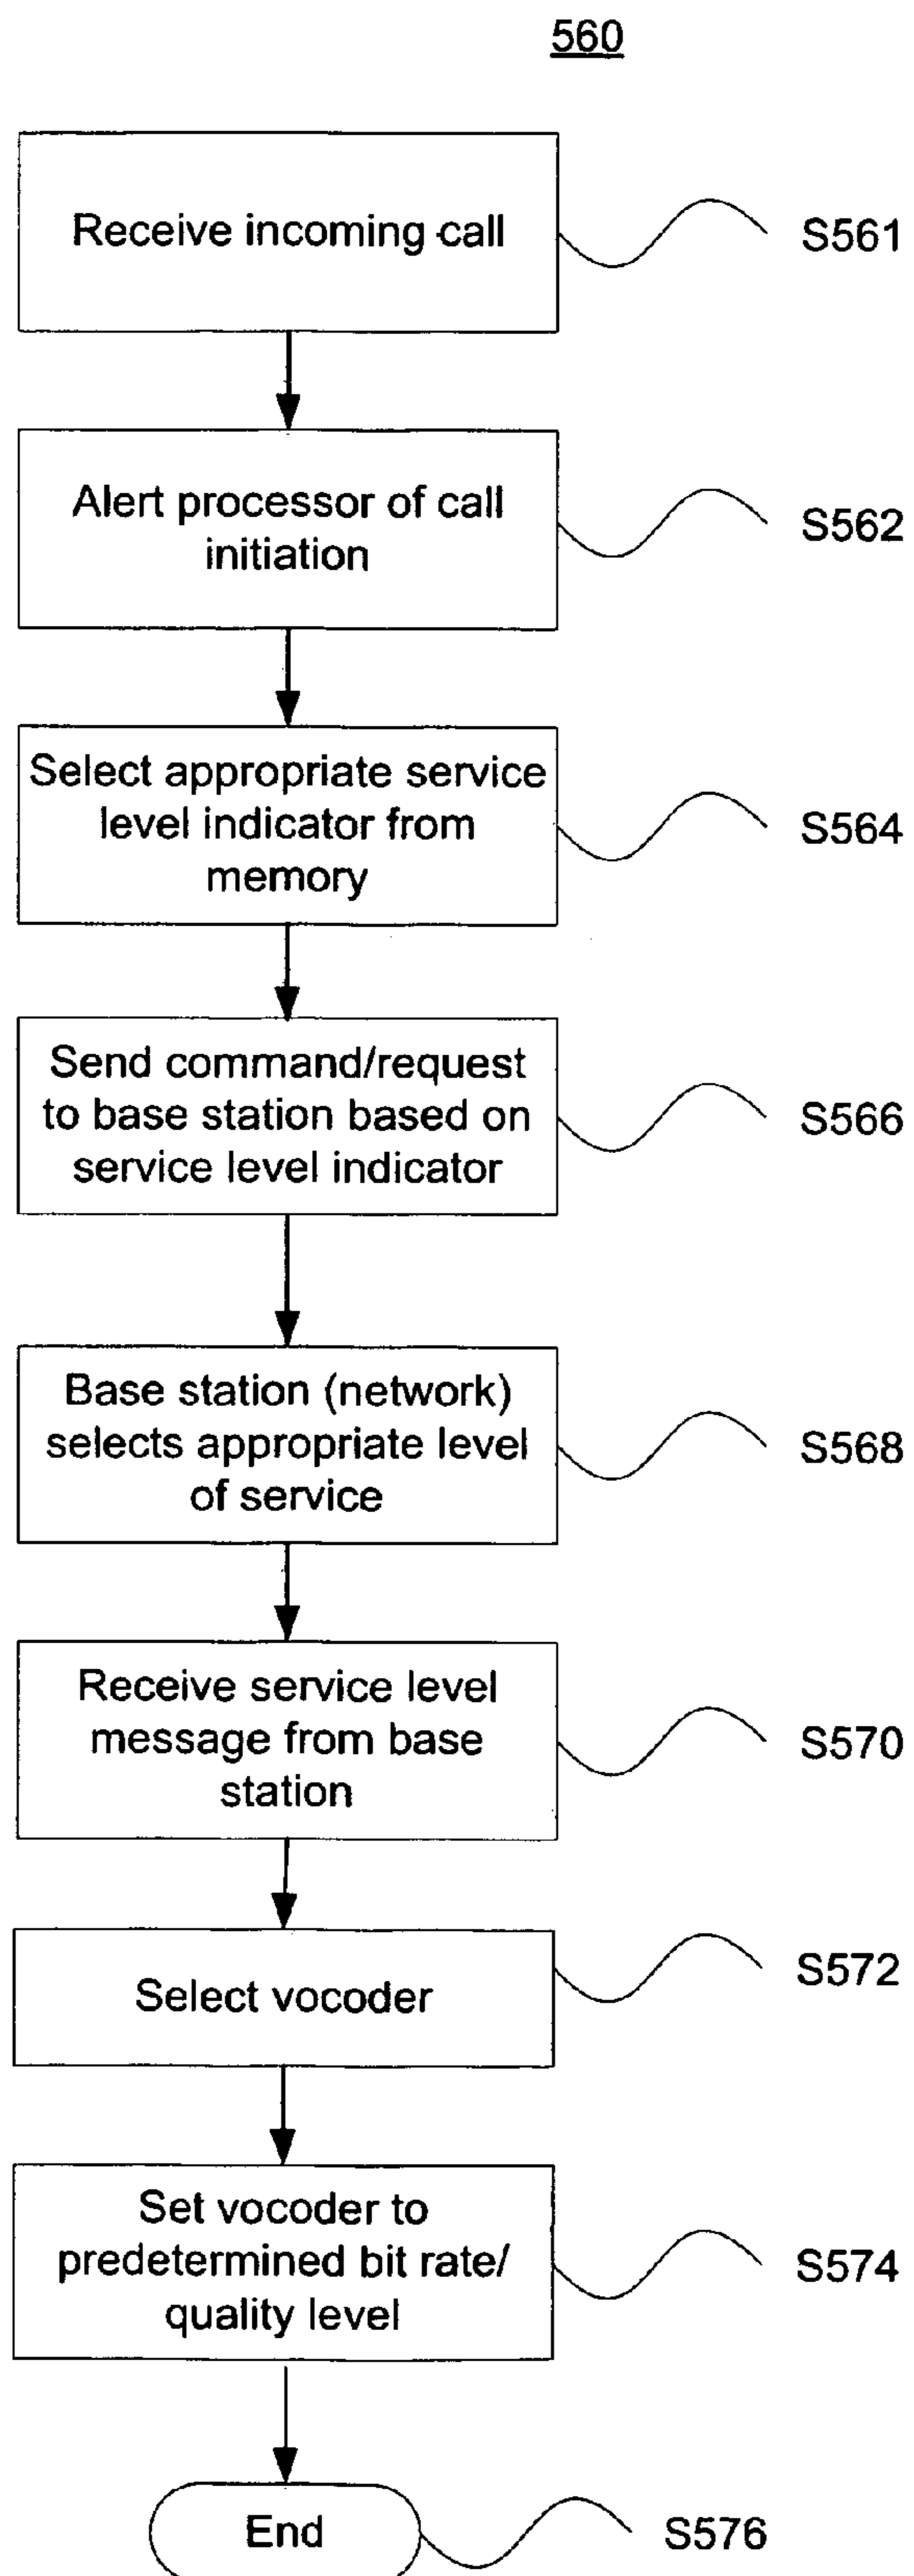 560
Receive incoming call
S561
Alert processor of call
initiation
S562
Select appropriate service
level indicator from
memory
S564
Send command/request
to base station based on
service level indicator
S566
Base station (network)
selects appropriate level
of service
S568
Receive service level
message from base
station
S570
Select vocoder
S572
Set vocoder to
predetermined bit rate/
quality level
S574
End
S576